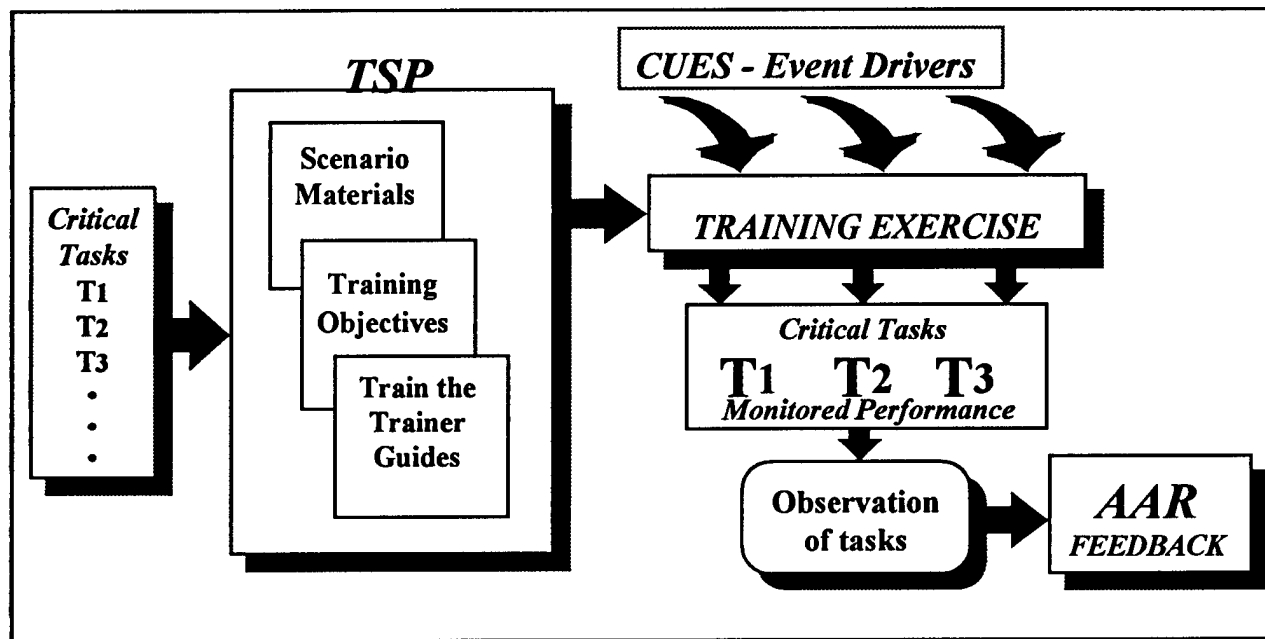 Critical
Tasks
T1
T2
T3
.
.
.
TSP
Scenario
Materials
Training
Objectives
Train the
Trainer
Guides
CUES - Event Drivers
TRAINING EXERCISE
Critical Tasks
T1 T2 T3
Monitored Performance
Observation
of tasks
AAR
FEEDBACK